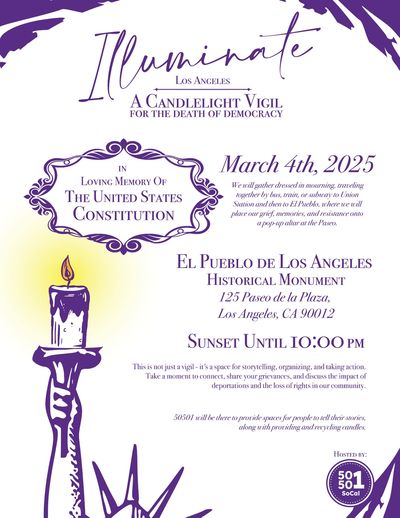 Illuminate
Los Angeles
A Candlelight Vigil
for the death of democracy
in
Loving Memory Of
The United States
Constitution
March 4th, 2025
We will gather dressed in mourning, traveling
together by bus, train, or subway to Union
Station and then to El Pueblo, where we will
place our grief, memories, and resistance onto
a pop-up altar at the Paseo.
El Pueblo de Los Angeles
Historical Monument
125 Paseo de la Plaza,
Los Angeles, CA 90012
Sunset Until 10:00 pm
This is not just a vigil - it's a space for storytelling, organizing, and taking action.
Take a moment to connect, share your grievances, and discuss the impact of
deportations and the loss of rights in our community.
50501 will be there to provide spaces for people to tell their stories,
along with providing and recycling candles.
Hosted by:
50
50
1
SoCal